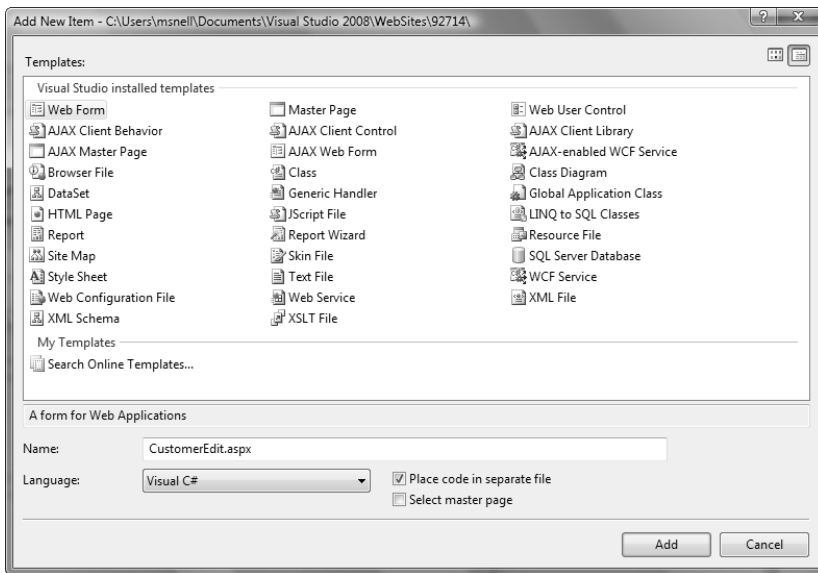 Add New Item - C:\Users\msnell\Documents\Visual Studio 2008\WebSites\92714\
Templates:
Visual Studio installed templates
Web Form Master Page Web User Control
AJAX Client Behavior AJAX Client Control AJAX Client Library
AJAX Master Page AJAX Web Form AJAX-enabled WCF Service
Browser File Class Class Diagram
DataSet Generic Handler Global Application Class
HTML Page JScript File LINQ to SQL Classes
Report Report Wizard Resource File
Site Map Skin File SQL Server Database
Style Sheet Text File WCF Service
Web Configuration File Web Service XML File
XML Schema XSLT File
My Templates
Search Online Templates...
A form for Web Applications
Name: CustomerEdit.aspx
Language: Visual C# Place code in separate file
Select master page
Add Cancel